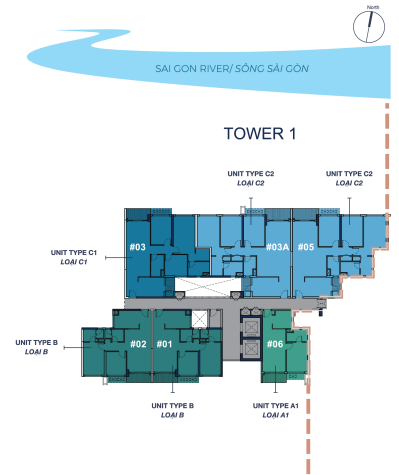 North
SAI GON RIVER/ SÔNG SÀI GÒN
TOWER 1
UNIT TYPE C2
LOẠI C2
UNIT TYPE C2
LOẠI C2
#03
#03A
#05
UNIT TYPE C1
LOẠI C1
UNIT TYPE B
LOẠI B
#02
#01
#06
UNIT TYPE B
LOẠI B
UNIT TYPE A1
LOẠI A1